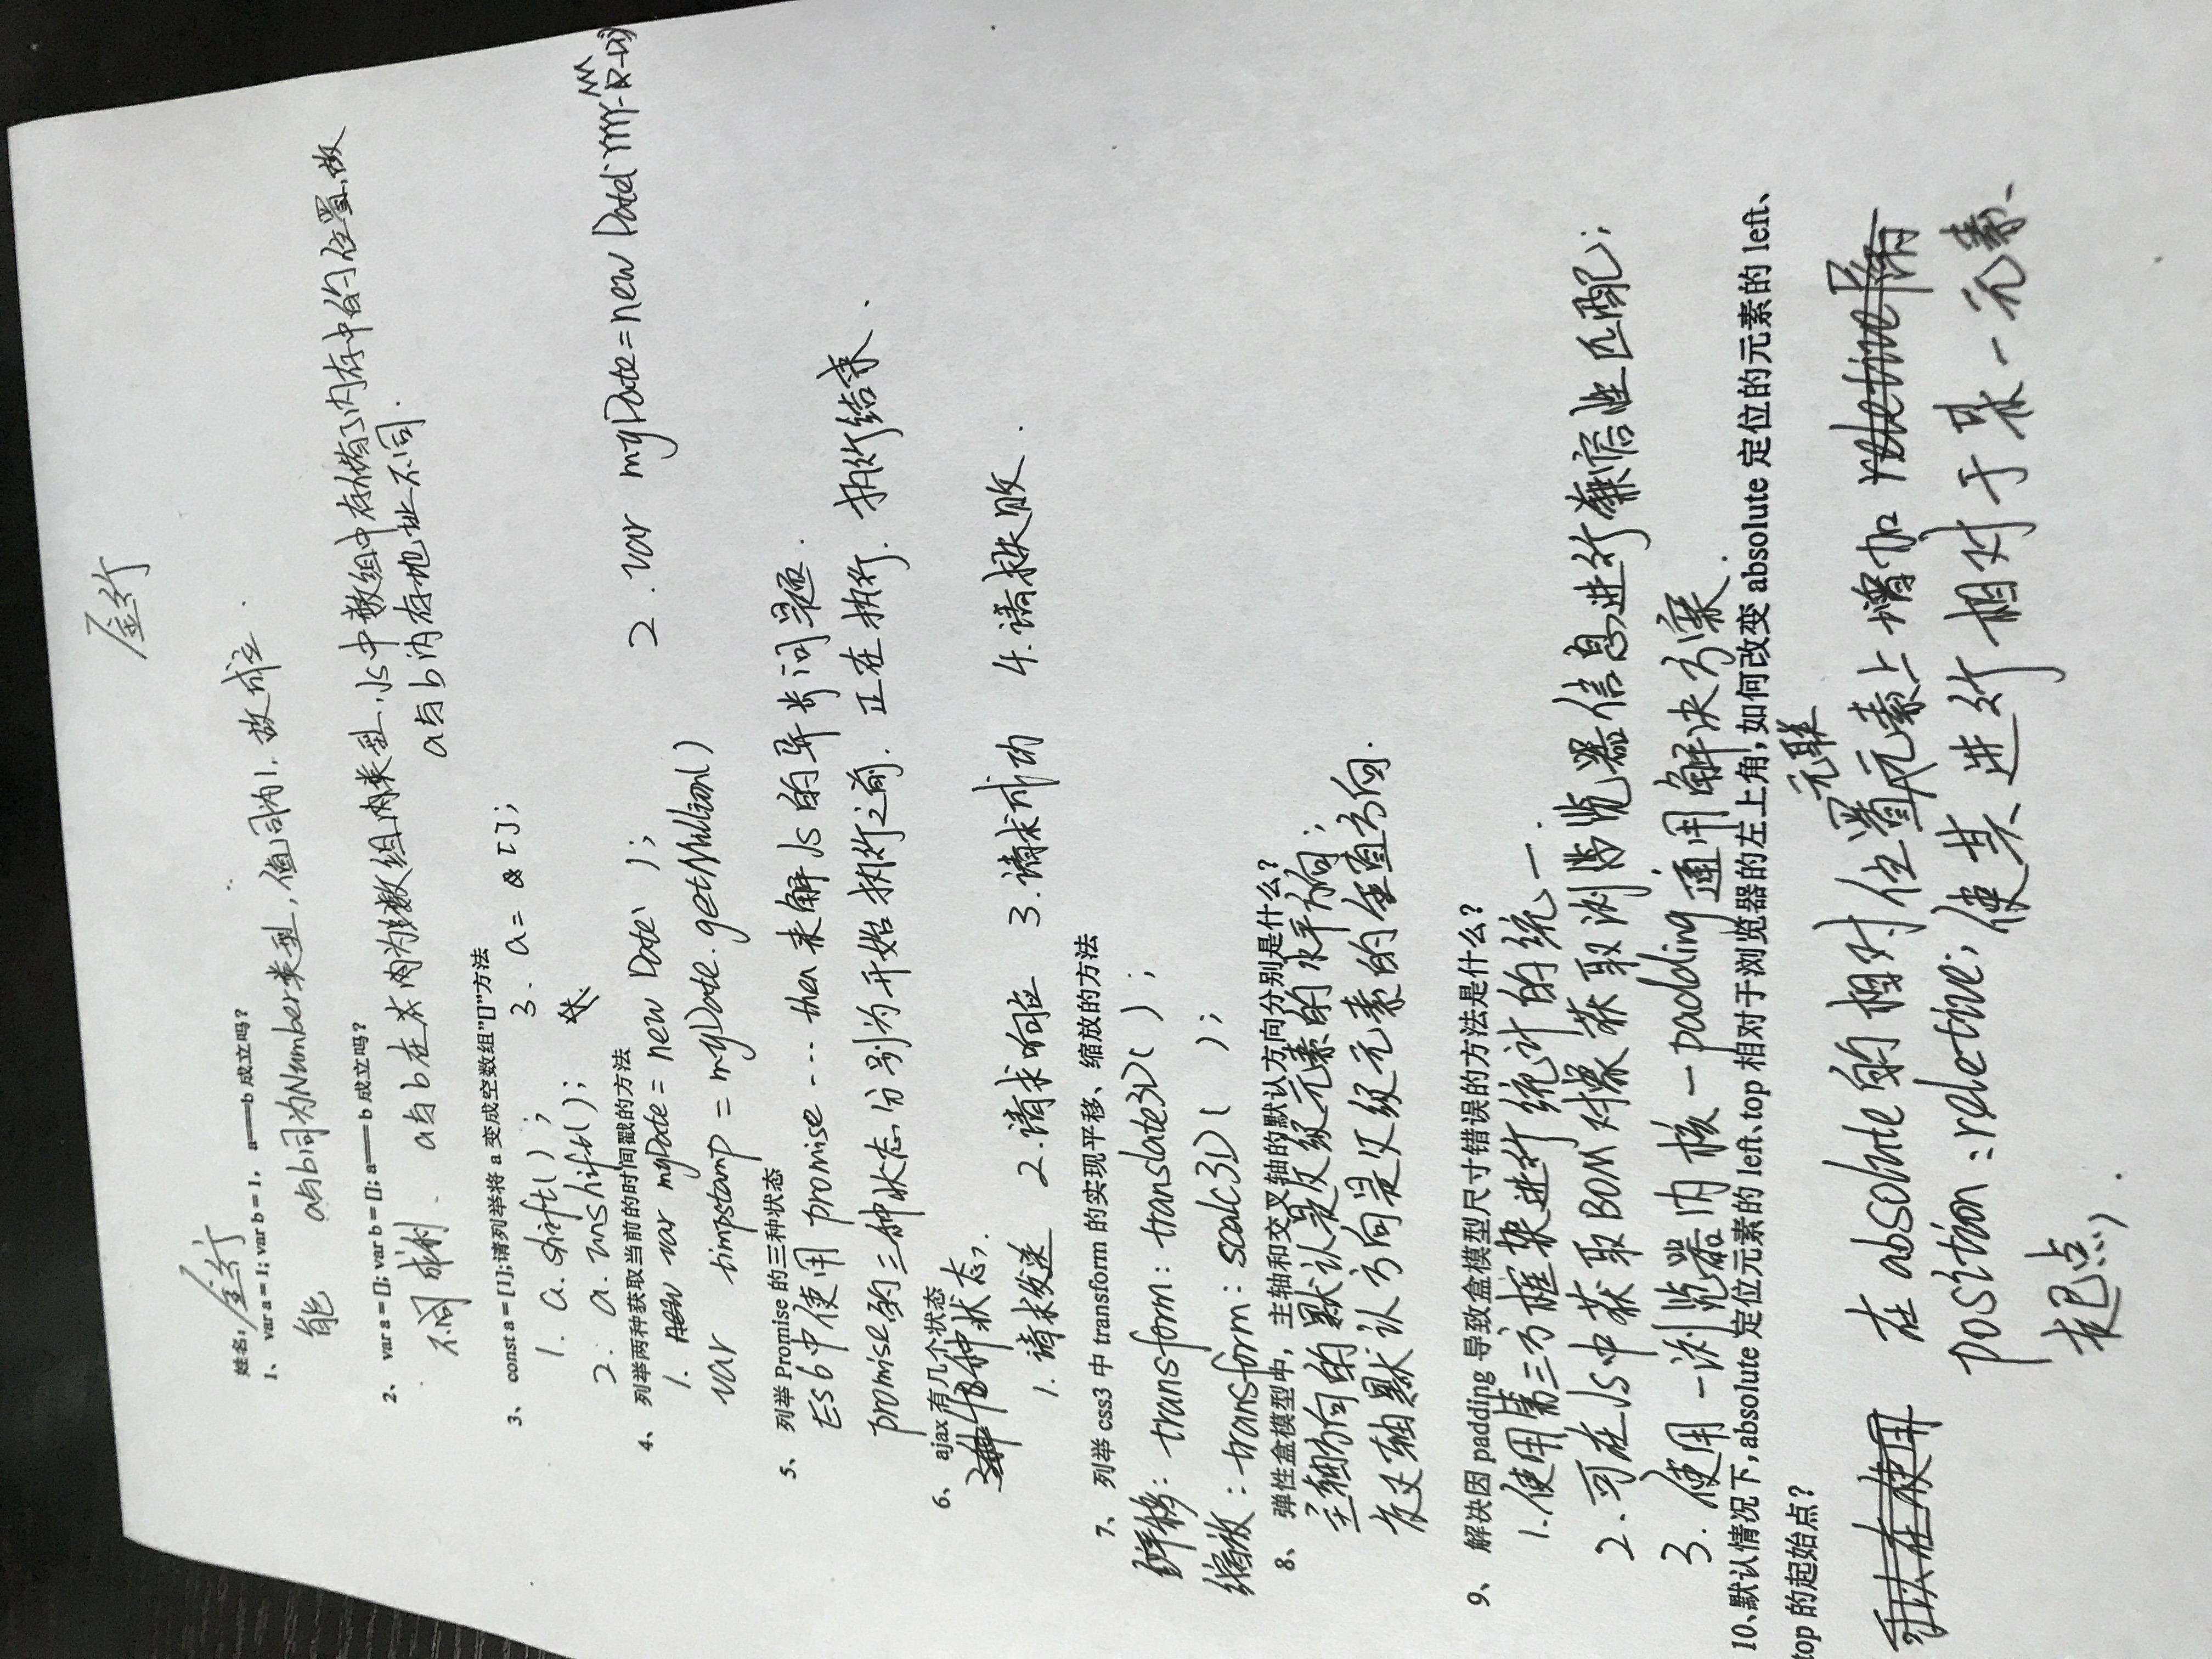 姓名:
1、 var a = 1; var b = 1, a===b 成立吗?
能 a与b同为Number类型,值同为1,故成立.
2、 var a = []; var b = []; a=== b 成立吗?
不 a与b在 内为 数组 类型,Js中数组中存储了内存中的位置,故
a与b内存地址不同.
3、 const a = [1];请列举将 a 变成空数组”[]”方法
1. a.shift( ); 3. a= [];
2. a.unshift( );
4、 列举两种获取当前的时间戳的方法
1. new var myDate = new Date( ); 2. var myDate=new Date(
var timpstamp = myDate.getMillion( )
5、 列举 Promise 的三种状态
ES6中使用 promise ... then 来解Js的异步问题.
promise的三种状态分别为开始执行之前. 正在执行. 执行结束.
6、 ajax 有几个状态
3种 种状态.
1.请求发送 2.请求响应 3.请求成功 4.请求失败.
7、 列举 css3 中 transform 的实现平移、缩放的方法
平移: transform: translate3D( );
缩放: transform: scale3D( );
8、 弹性盒模型中,主轴和交叉轴的默认方向分别是什么?
主轴方向的默认是父级元素的水平方向;
交叉轴默认方向是父级元素的垂直方向.
9、 解决因 padding 导致盒模型尺寸错误的方法是什么?
1.使用第三方框架进行统计的统一.
2.可在Js中获取BOM对象获取浏览器信息进行兼容性匹配;
3.使用-浏览器内核-padding通用解决方案.
10、默认情况下,absolute 定位元素的 left、top 相对于浏览器的左上角,如何改变 absolute 定位的元素的 left、
top 的起始点?
可以在使用 在absolute的相对位置元素上增加 reletive
position:reletive;使其进行相对于某一元素、
起点.